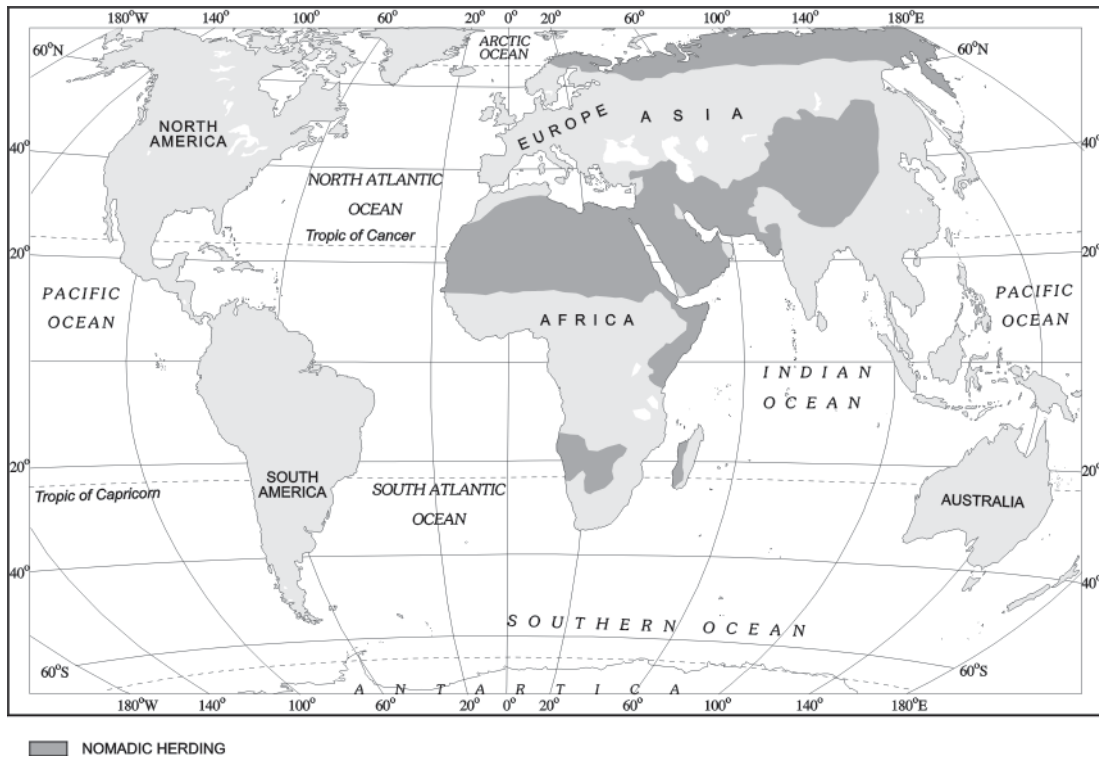 180°W 140° 100° 60° 20° 0° 20° 60° 100° 140° 180°E
ARCTIC
OCEAN
60°N
60°N
NORTH
AMERICA
EUROPE
ASIA
40°
40°
NORTH ATLANTIC
OCEAN
Tropic of Cancer
20°
20°
PACIFIC
OCEAN
AFRICA
PACIFIC
OCEAN
INDIAN
OCEAN
20°
20°
Tropic of Capricorn
SOUTH
AMERICA
SOUTH ATLANTIC
OCEAN
AUSTRALIA
40°
40°
SOUTHERN OCEAN
60°S
60°S
ANTARTICA
180°W 140° 100° 60° 20° 0° 20° 60° 100° 140° 180°E
NOMADIC HERDING